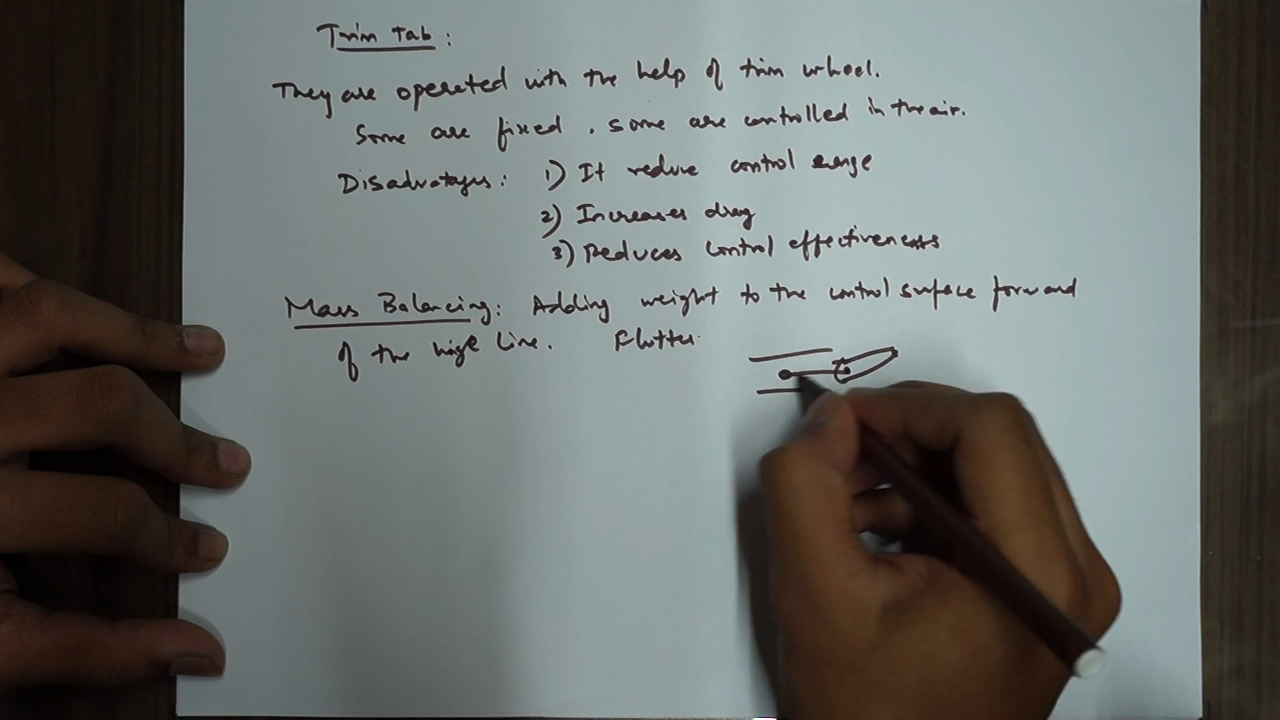 Trim tab :
They are operated with the help of trim wheel.
Some are fixed. some are controlled in the air.
Disadvatages : 1) It reduce control range
2) Increases drag
3) Reduces control effectiveness
Mass Balancing : Adding weight to the control surface forward
of the hige line. Flutter